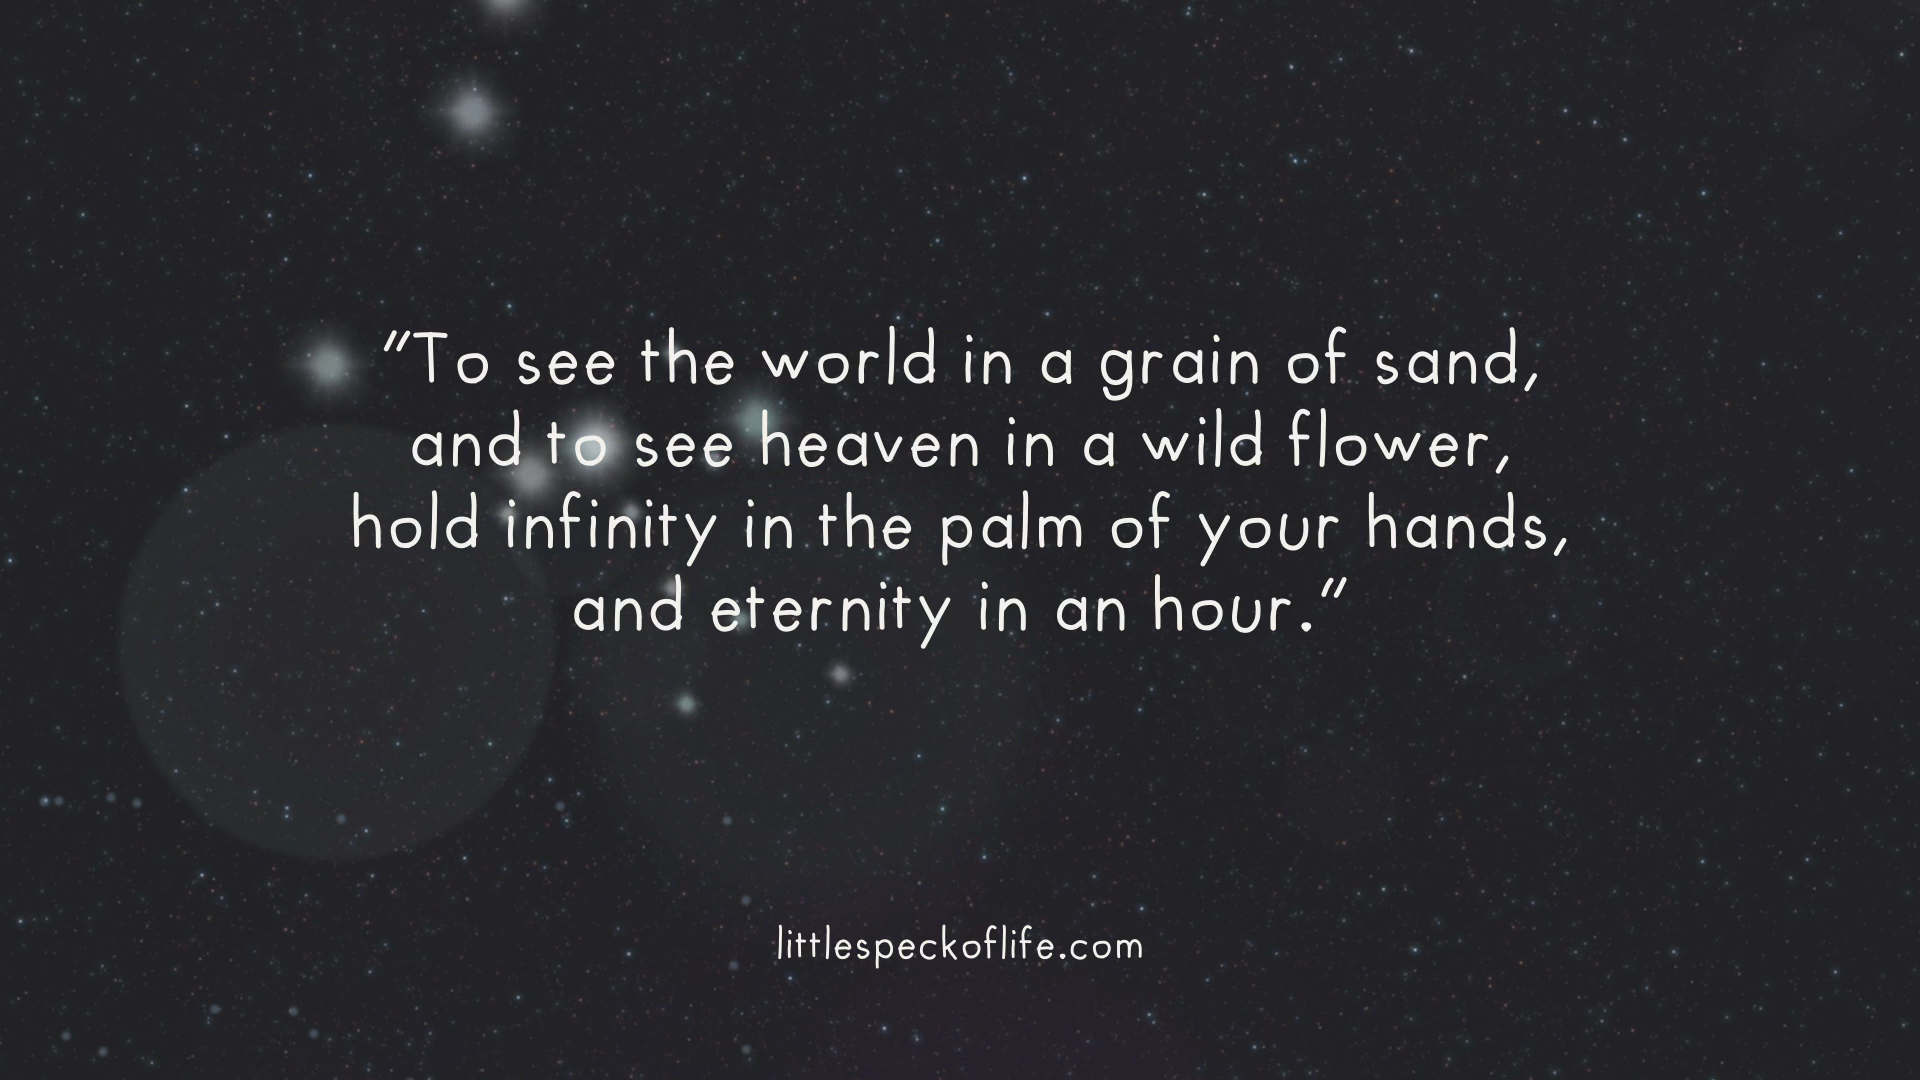 "To see the world in a grain of sand,
and to see heaven in a wild flower,
hold infinity in the palm of your hands,
and eternity in an hour."
littlespeckoflife.com